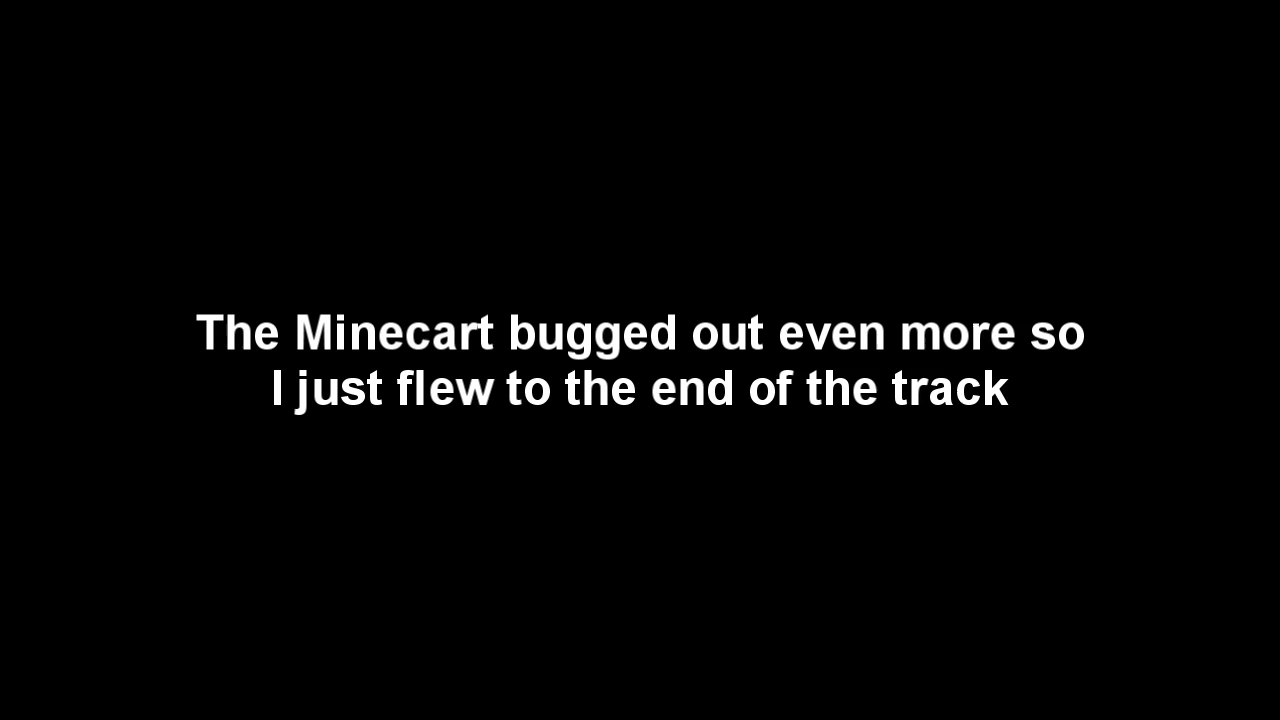 The Minecart bugged out even more so
I just flew to the end of the track